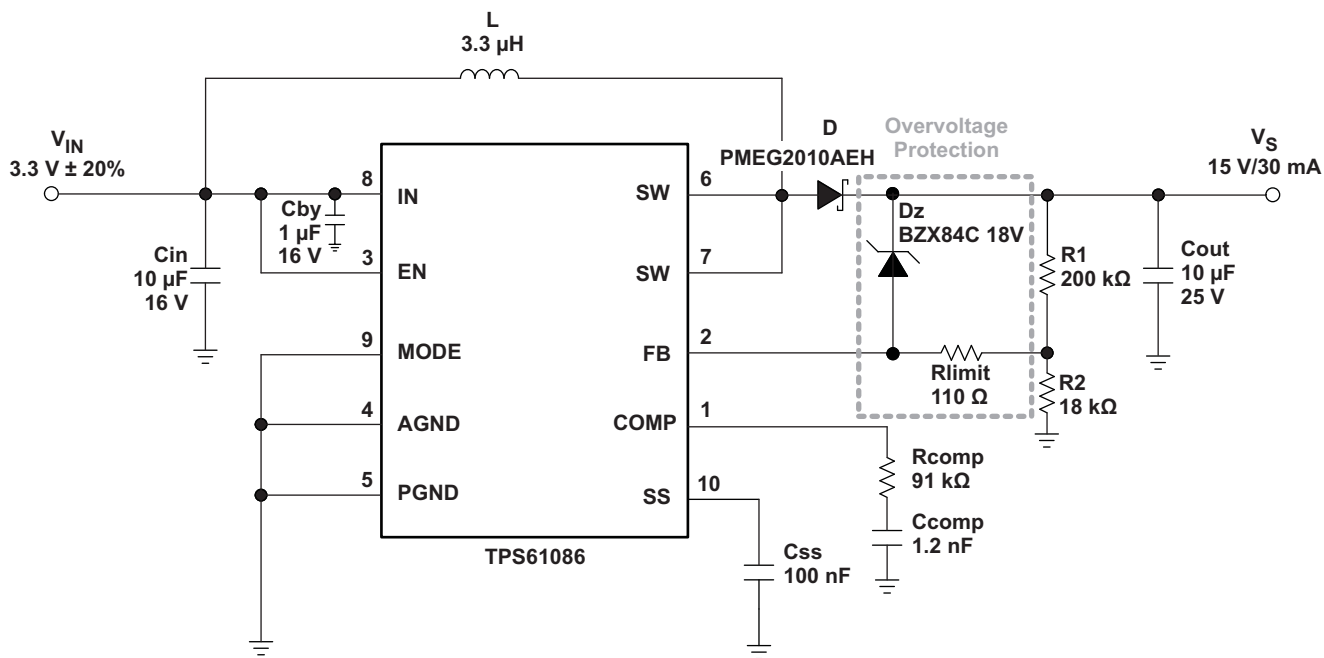 L
3.3 µH
VIN
3.3 V ± 20%
D
PMEG2010AEH
Overvoltage
Protection
VS
15 V/30 mA
8
IN
SW
6
Cby
1 µF
16 V
Dz
BZX84C 18V
Cin
10 µF
16 V
3
EN
SW
7
R1
200 kΩ
Cout
10 µF
25 V
9
MODE
FB
2
Rlimit
110 Ω
R2
18 kΩ
4
AGND
COMP
1
Rcomp
91 kΩ
5
PGND
SS
10
Ccomp
1.2 nF
TPS61086
Css
100 nF